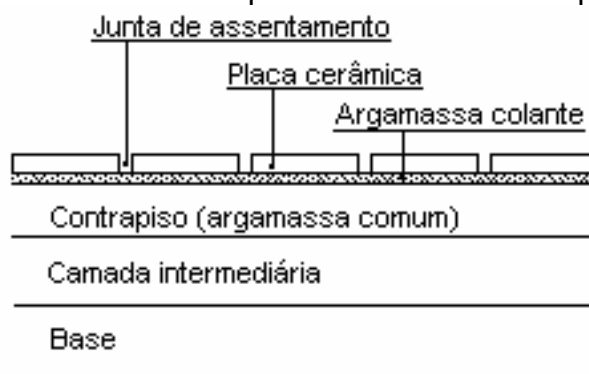 Junta de assentamento
Placa cerâmica
Argamassa colante
Contrapiso (argamassa comum)
Camada intermediária
Base